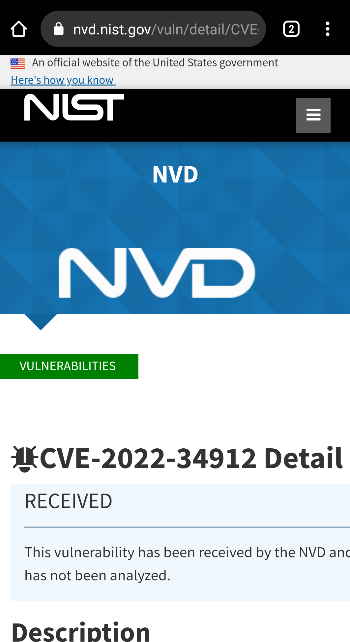 nvd.nist.gov/vuln/detail/CVE-
2
An official website of the United States government
Here's how you know
NIST
NVD
NVD
VULNERABILITIES
CVE-2022-34912 Detail
RECEIVED
This vulnerability has been received by the NVD and
has not been analyzed.
Description